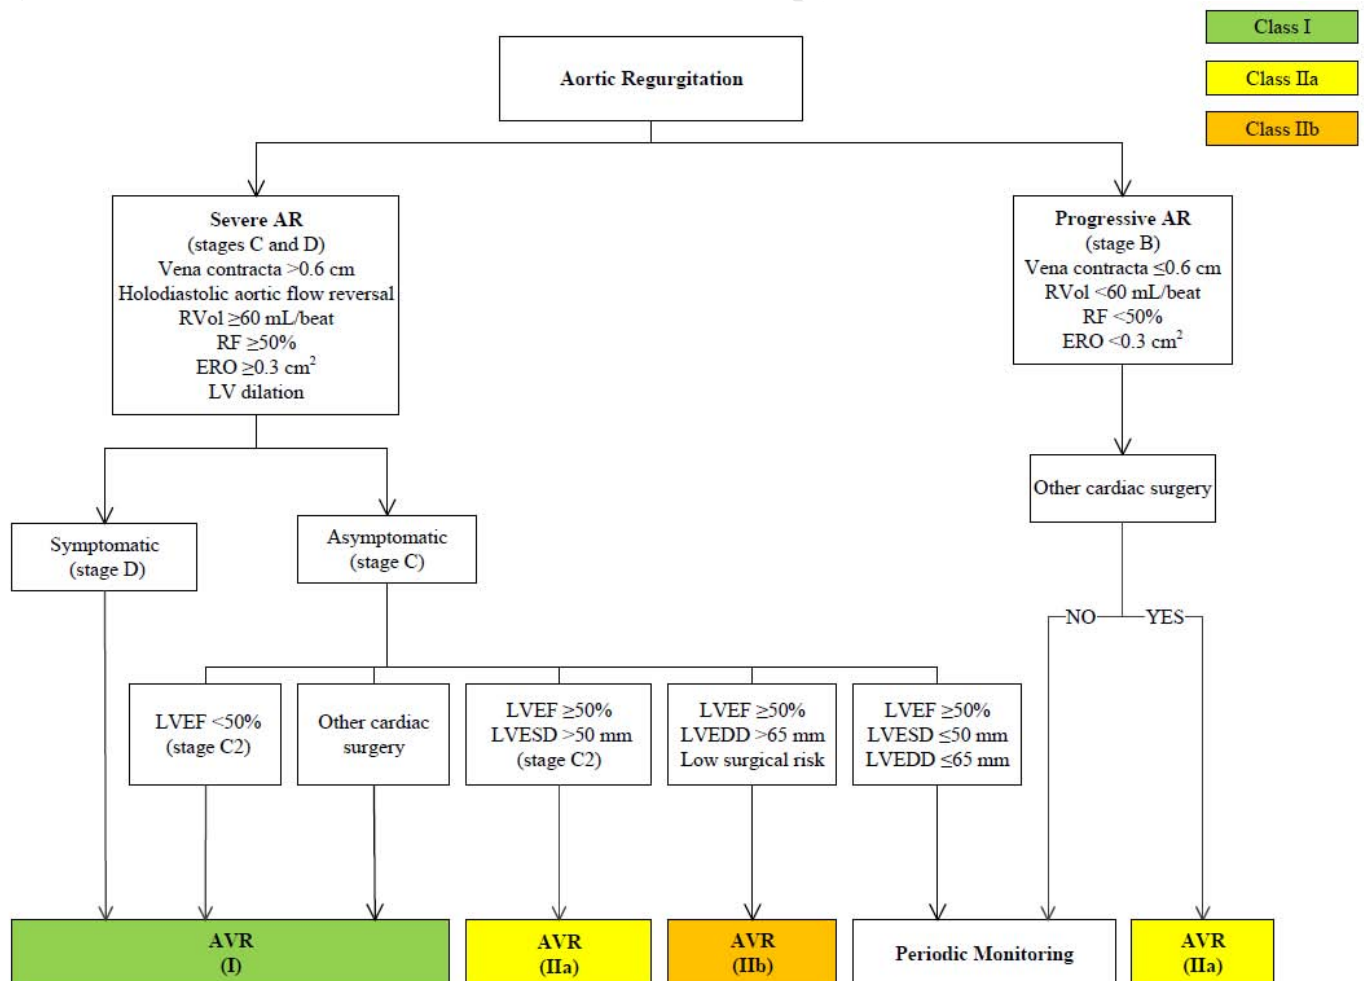 Class I
Class IIa
Class IIb
Aortic Regurgitation
Severe AR
(stages C and D)
Vena contracta >0.6 cm
Holodiastolic aortic flow reversal
RVol ≥60 mL/beat
RF ≥50%
ERO ≥0.3 cm²
LV dilation
Progressive AR
(stage B)
Vena contracta ≤0.6 cm
RVol <60 mL/beat
RF <50%
ERO <0.3 cm²
Other cardiac surgery
Symptomatic
(stage D)
Asymptomatic
(stage C)
NO
YES
LVEF <50%
(stage C2)
Other cardiac
surgery
LVEF ≥50%
LVESD >50 mm
(stage C2)
LVEF ≥50%
LVEDD >65 mm
Low surgical risk
LVEF ≥50%
LVESD ≤50 mm
LVEDD ≤65 mm
AVR
(I)
AVR
(IIa)
AVR
(IIb)
Periodic Monitoring
AVR
(IIa)